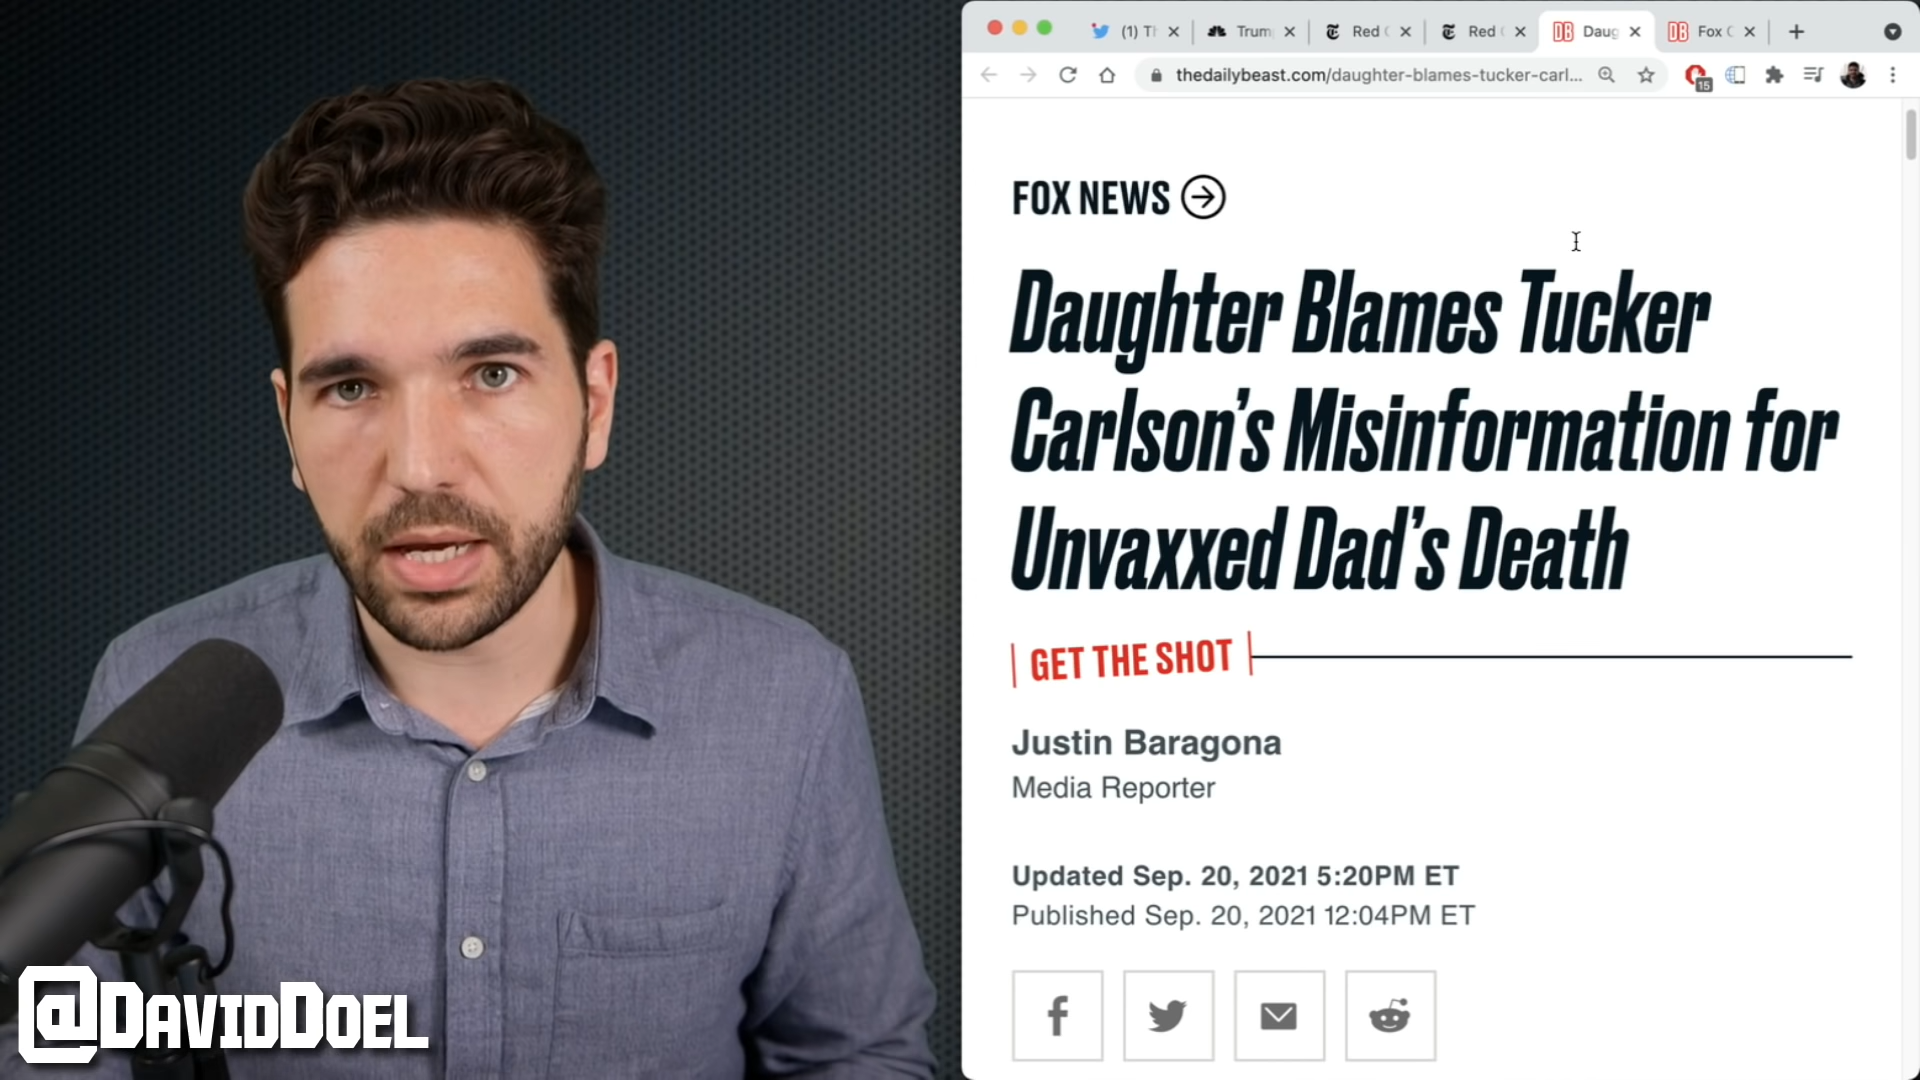 (1) Th
Trum
Red
Red
Daug
Fox
thedailybeast.com/daughter-blames-tucker-carl...
15
FOX NEWS
Daughter Blames Tucker
Carlson's Misinformation for
Unvaxxed Dad's Death
GET THE SHOT
Justin Baragona
Media Reporter
Updated Sep. 20, 2021 5:20PM ET
Published Sep. 20, 2021 12:04PM ET
@DAVIDDOEL